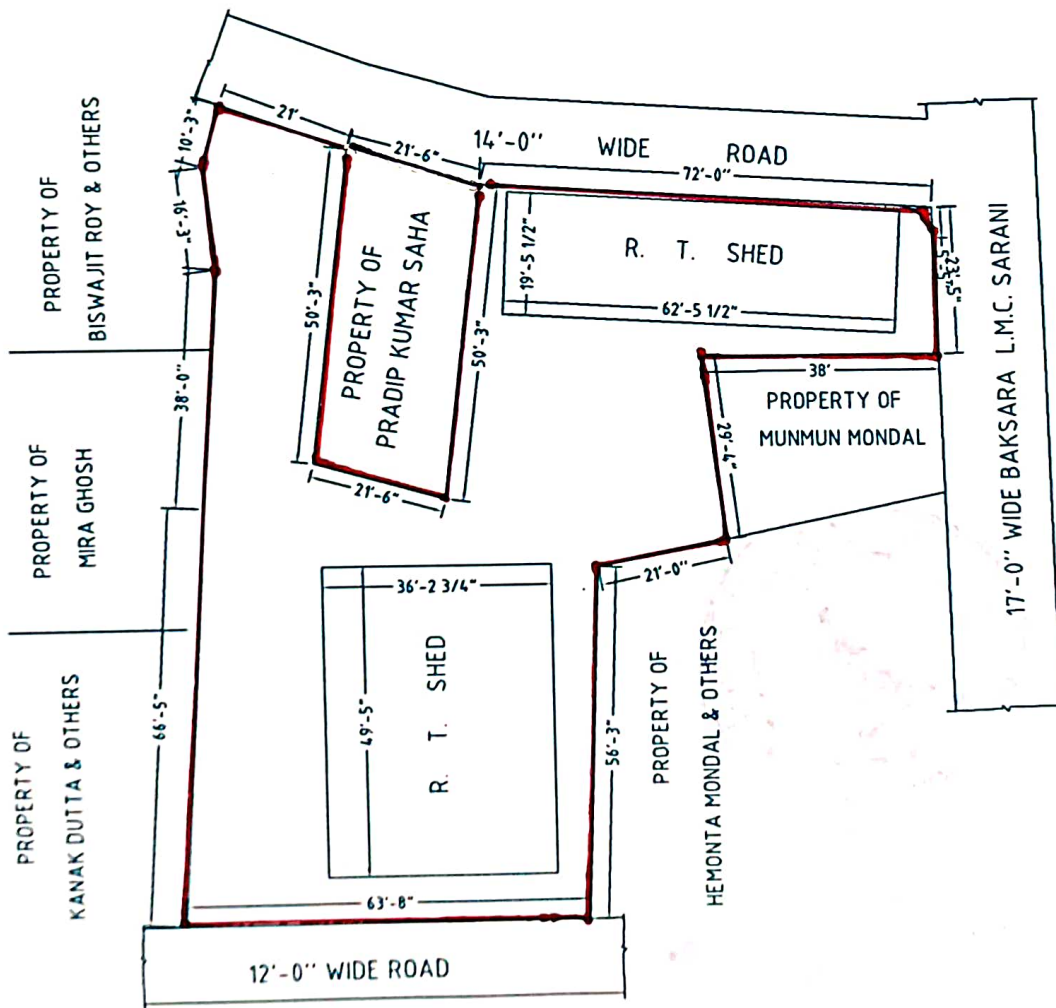 14'-0'' WIDE ROAD
72'-0"
21'
21'-6"
10'-3"
16'-3"
PROPERTY OF
BISWAJIT ROY & OTHERS
50'-3"
PROPERTY OF
PRADIP KUMAR SAHA
50'-3"
21'-6"
19'-5 1/2"
R. T. SHED
62'-5 1/2"
23'-5"
17'-0'' WIDE BAKSARA L.M.C. SARANI
38'
PROPERTY OF
MUNMUN MONDAL
29'-4"
21'-0"
38'-0"
PROPERTY OF
MIRA GHOSH
66'-5"
PROPERTY OF
KANAK DUTTA & OTHERS
36'-2 3/4"
49'-5"
R. T. SHED
56'-3"
PROPERTY OF
HEMONTA MONDAL & OTHERS
63'-8"
12'-0'' WIDE ROAD